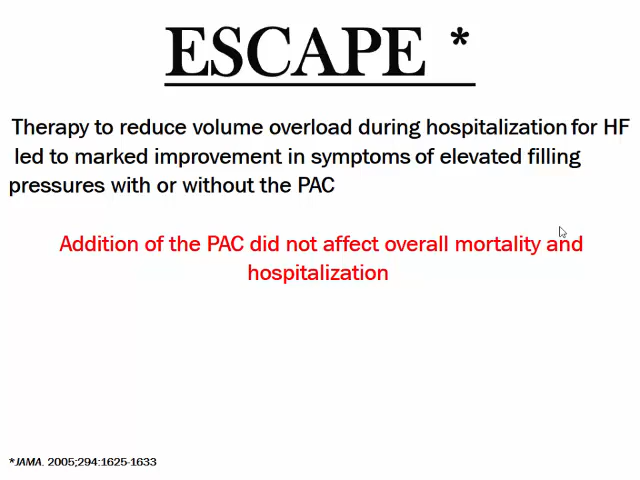 ESCAPE *
Therapy to reduce volume overload during hospitalization for HF
led to marked improvement in symptoms of elevated filling
pressures with or without the PAC
Addition of the PAC did not affect overall mortality and
hospitalization
*JAMA. 2005;294:1625-1633